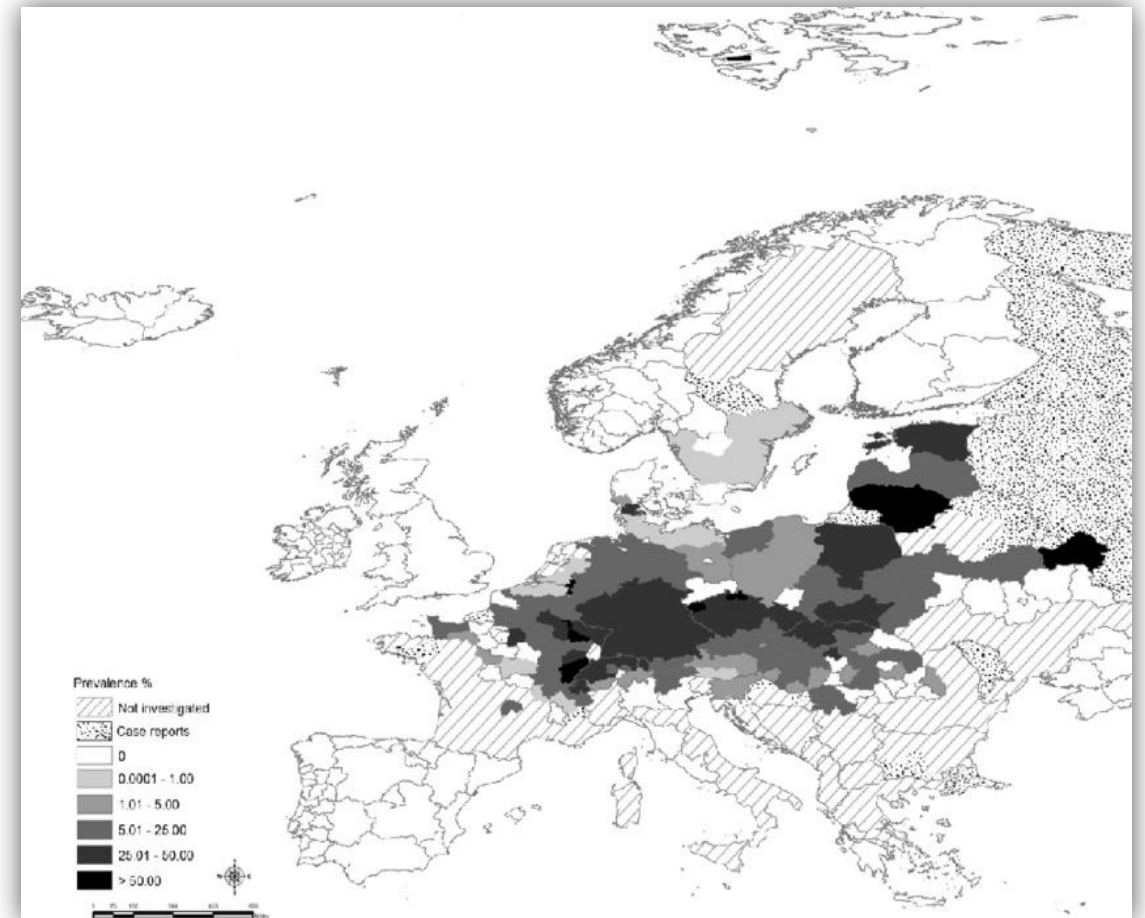 Prevalence %
Not investigated
Case reports
0
0.0001 - 1.00
1.01 - 5.00
5.01 - 25.00
25.01 - 50.00
> 50.00